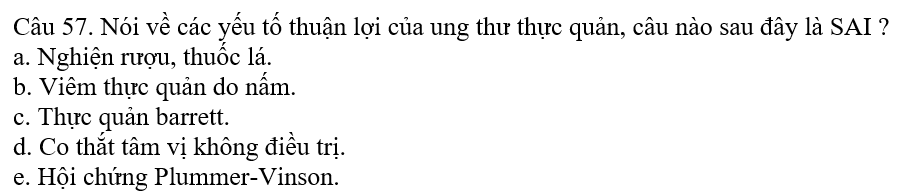 Câu 57. Nói về các yếu tố thuận lợi của ung thư thực quản, câu nào sau đây là SAI ?
a. Nghiện rượu, thuốc lá.
b. Viêm thực quản do nấm.
c. Thực quản barrett.
d. Co thắt tâm vị không điều trị.
e. Hội chứng Plummer-Vinson.